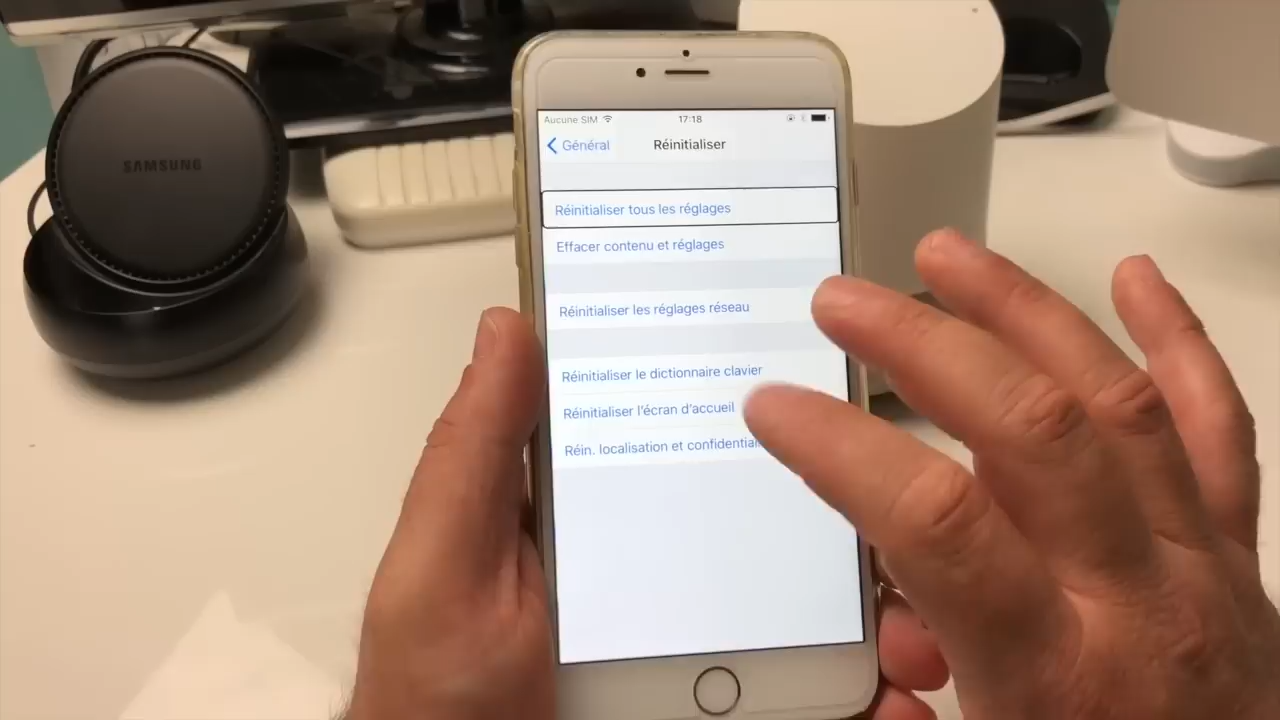 SAMSUNG
Aucune SIM
17:18
Général
Réinitialiser
Réinitialiser tous les réglages
Effacer contenu et réglages
Réinitialiser les réglages réseau
Réinitialiser le dictionnaire clavier
Réinitialiser l'écran d'accueil
Réin. localisation et